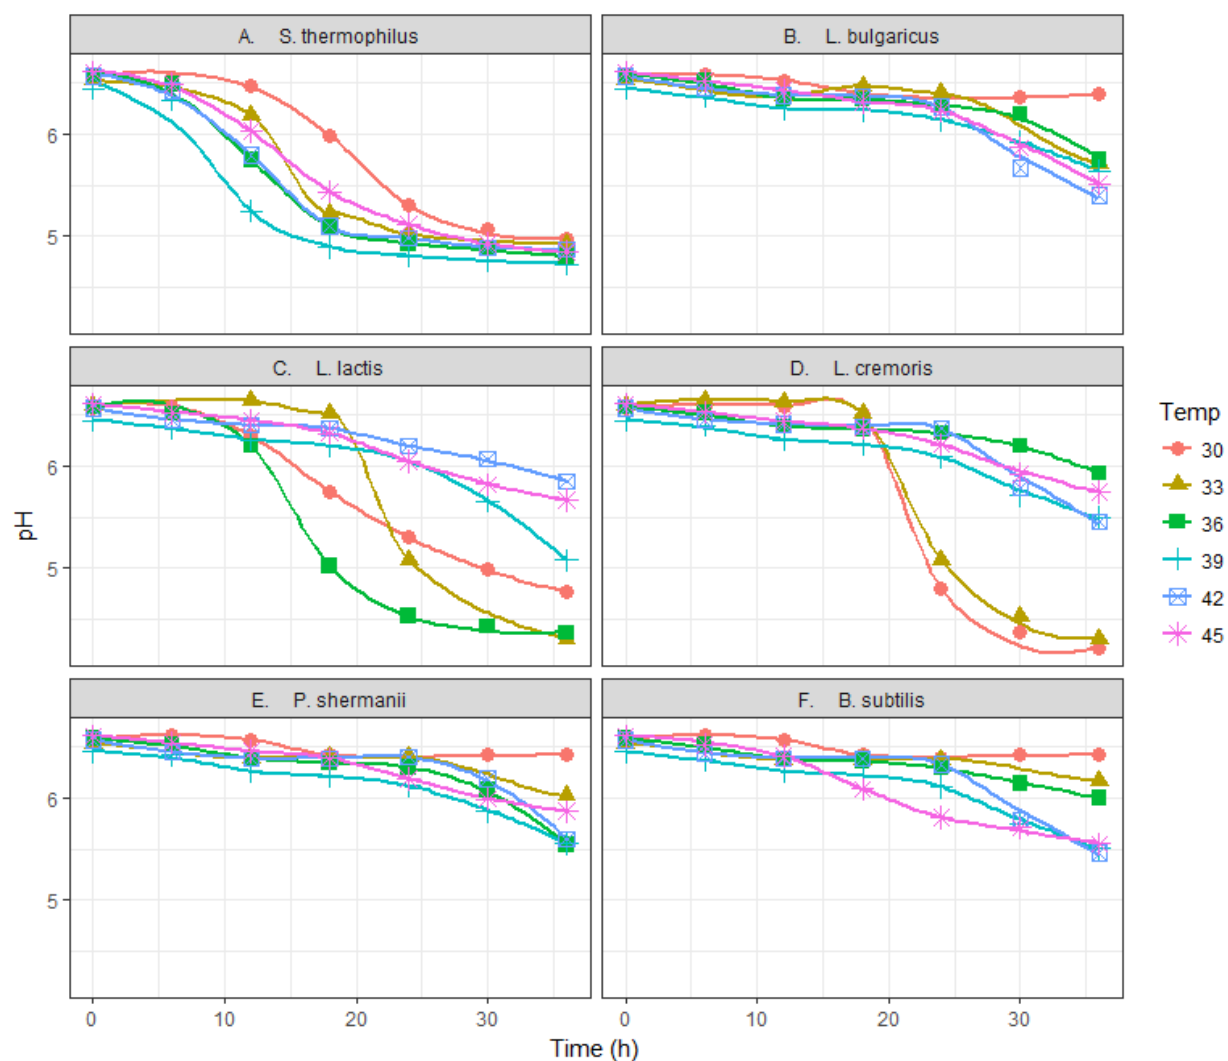 A. S. thermophilus
B. L. bulgaricus
6
5
C. L. lactis
D. L. cremoris
6
5
E. P. shermanii
F. B. subtilis
6
5
0 10 20 30
0 10 20 30
Time (h)
pH
Temp
30
33
36
39
42
45